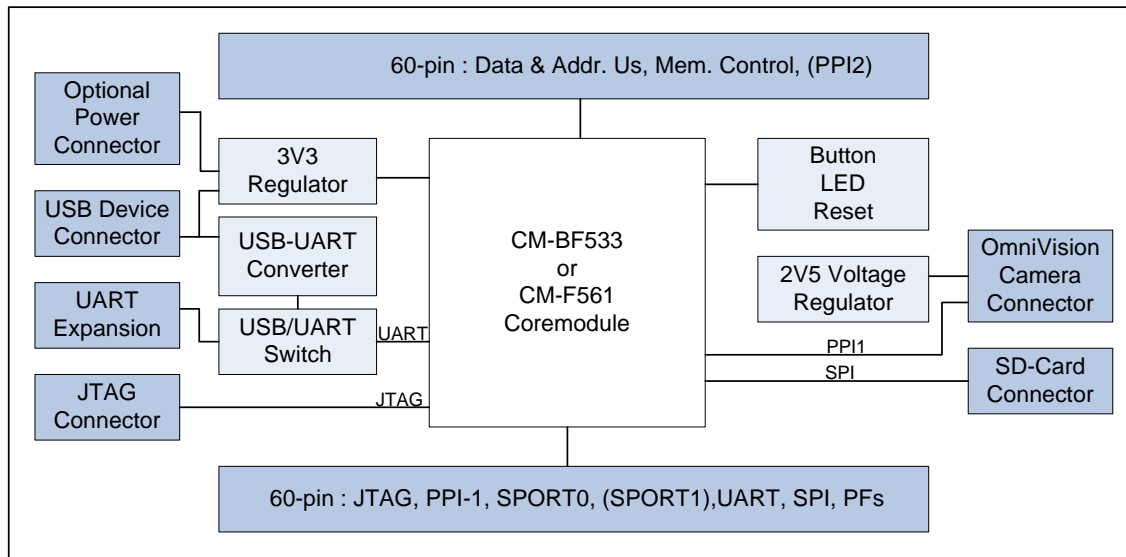 60-pin : Data & Addr. Us, Mem. Control, (PPI2)
Optional
Power
Connector
3V3
Regulator
USB Device
Connector
USB-UART
Converter
UART
Expansion
USB/UART
Switch
UART
JTAG
Connector
JTAG
CM-BF533
or
CM-F561
Coremodule
Button
LED
Reset
2V5 Voltage
Regulator
OmniVision
Camera
Connector
PPI1
SPI
SD-Card
Connector
60-pin : JTAG, PPI-1, SPORT0, (SPORT1),UART, SPI, PFs